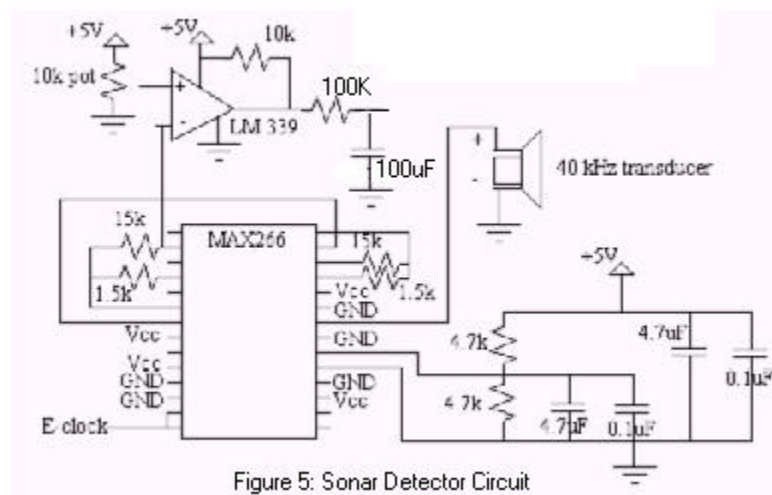 +5V
+5V
10k
10k pot
+
-
LM 339
100K
100uF
+
-
40 kHz transducer
15k
MAX266
15k
1.5k
1.5k
Vcc
GND
Vcc
GND
Vcc
GND
GND
GND
Vcc
E-clock
+5V
4.7k
4.7uF
0.1uF
4.7k
4.7uF
0.1uF
Figure 5: Sonar Detector Circuit